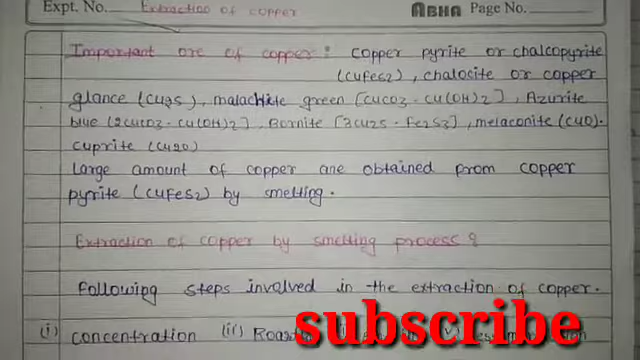 Expt. No. Extraction of copper ABHA Page No.
Important ore of copper : copper pyrite or chalcopyrite
(CuFeS2), chalocite or copper
glance (Cu2S), malachite green [CuCO3 · Cu(OH)2], Azurite
blue (2CuCO3 · Cu(OH)2], Bornite [3Cu2S · Fe2S3], melaconite (CuO).
Cuprite (Cu2O)
Large amount of copper are obtained prom copper
pyrite (CuFeS2) by smelting.
Extraction of copper by smelting process :
Following steps involved in the extraction of copper.
(i) Concentration (ii)
subscribe